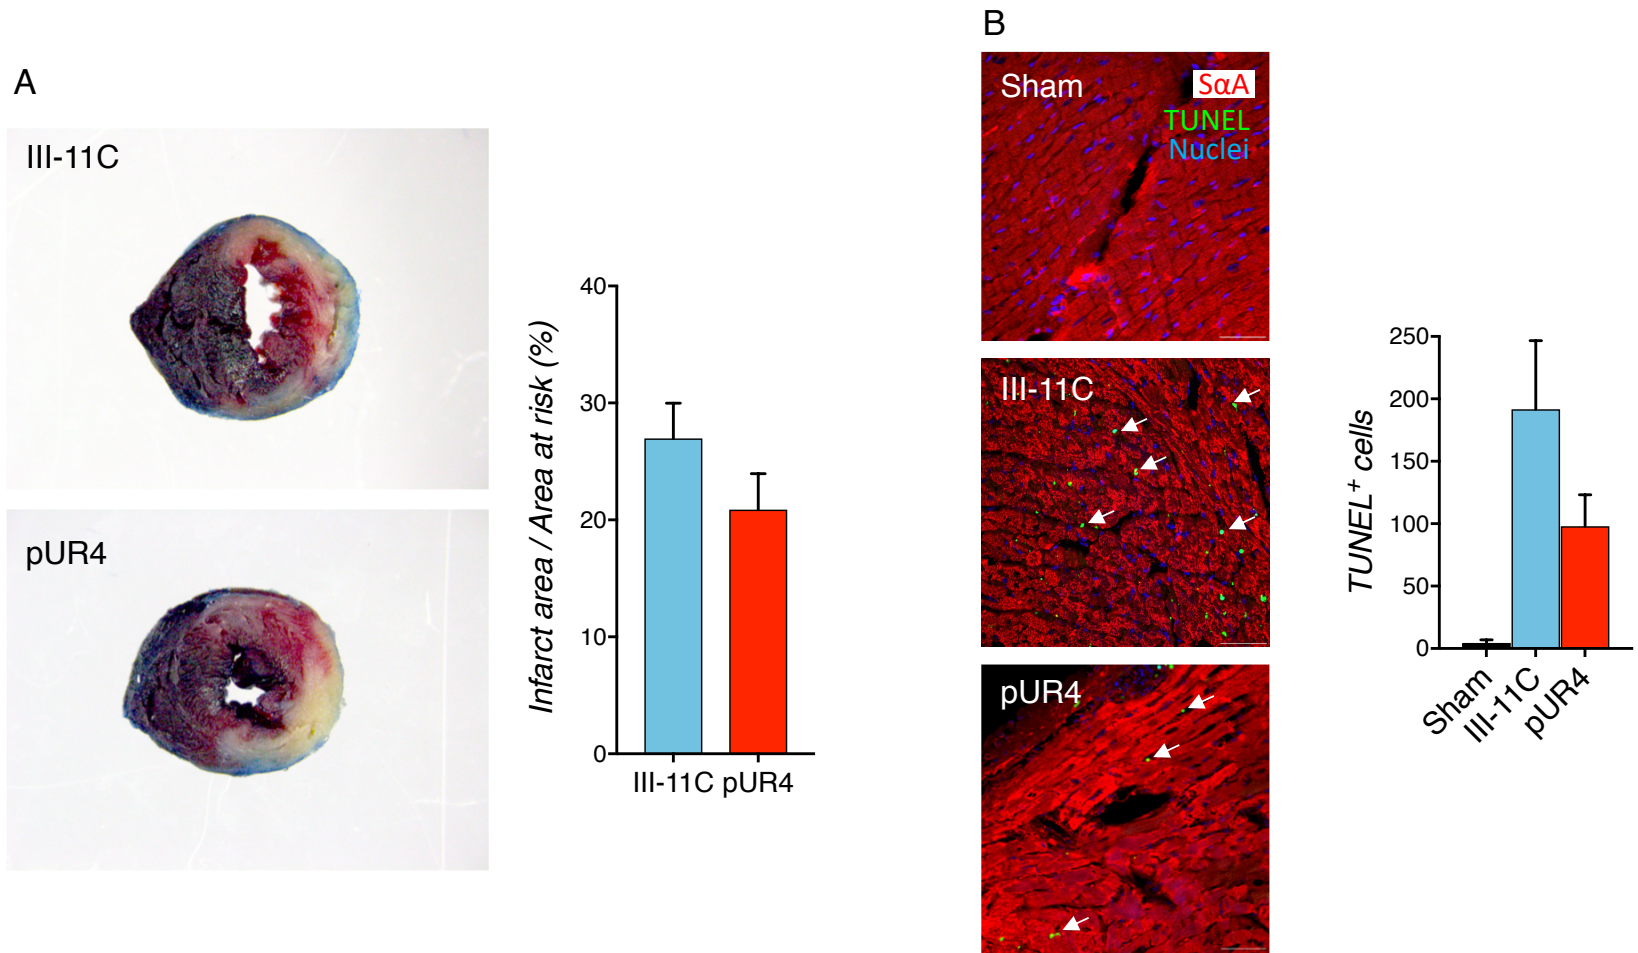 A
III-11C
pUR4
Infarct area / Area at risk (%)
40
30
20
10
0
III-11C pUR4
B
Sham
SαA
TUNEL
Nuclei
III-11C
pUR4
TUNEL⁺ cells
250
200
150
100
50
0
Sham
III-11C
pUR4